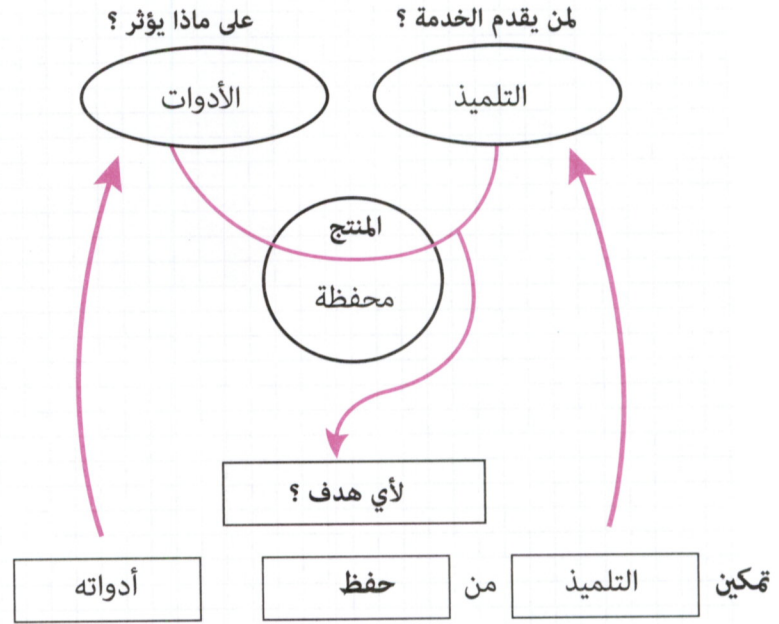 لمن يقدم الخدمة ؟ على ماذا يؤثر ؟
التلميذ الأدوات
المنتج
محفظة
لأي هدف ؟
تمكين التلميذ من حفظ أدواته